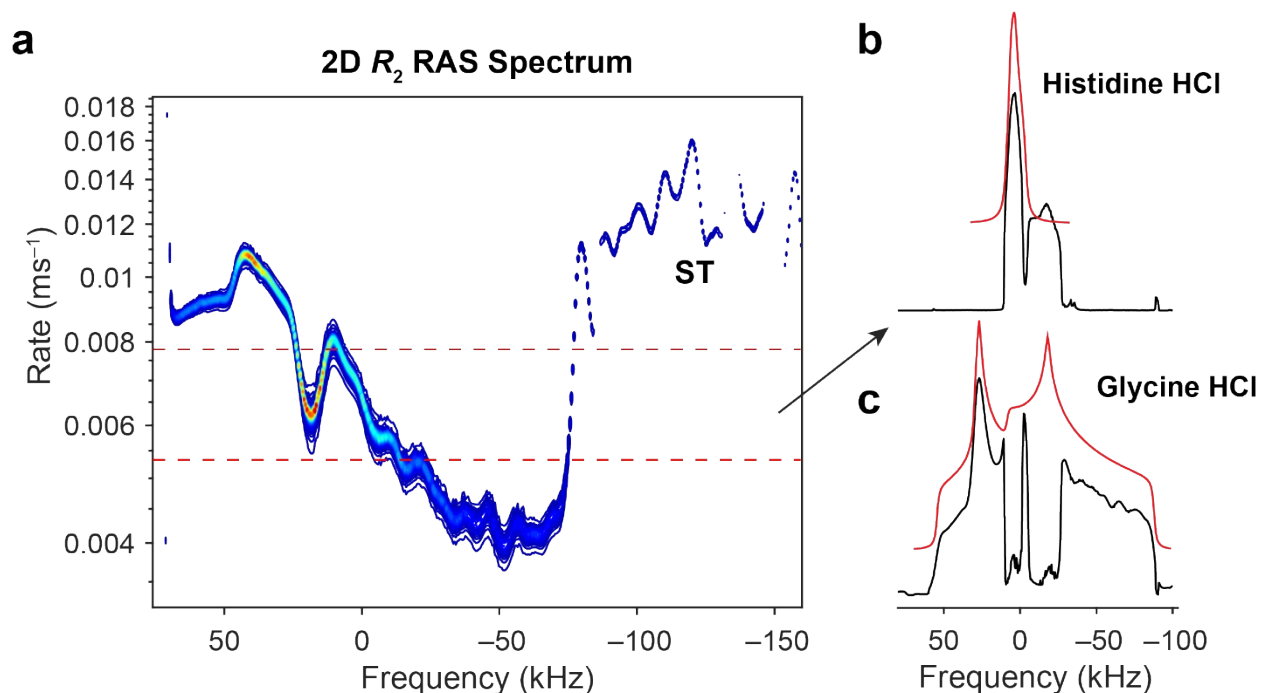 a
2D R₂ RAS Spectrum
0.018
0.016
0.014
0.012
0.01
0.008
0.006
0.004
Rate (ms⁻¹)
ST
50
0
–50
–100
–150
Frequency (kHz)
b
Histidine HCl
c
Glycine HCl
50
0
–50
–100
Frequency (kHz)